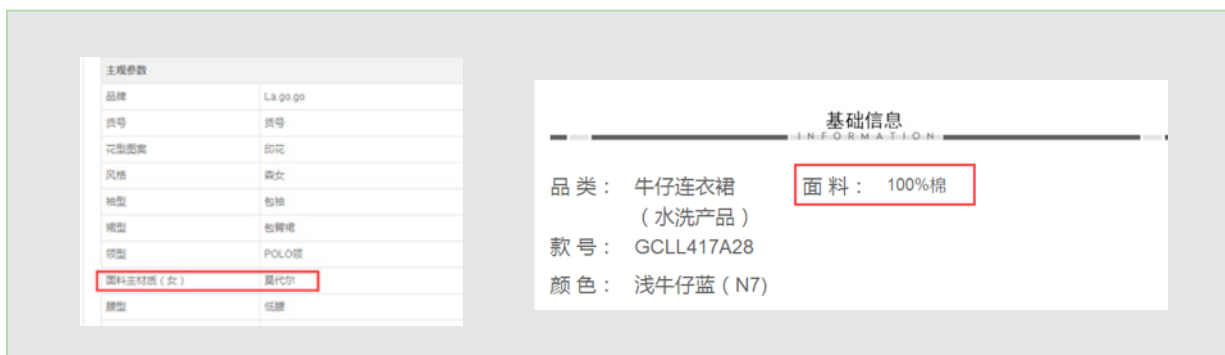 主观参数
品牌 La.go.go
货号 货号
花型图案 印花
风格 森女
袖型 包袖
裙型 包臀裙
领型 POLO领
面料主材质（女） 莫代尔
腰型 低腰
基础信息
INFORMATION
品类： 牛仔连衣裙 面料： 100%棉
（水洗产品）
款号： GCLL417A28
颜色： 浅牛仔蓝（N7)